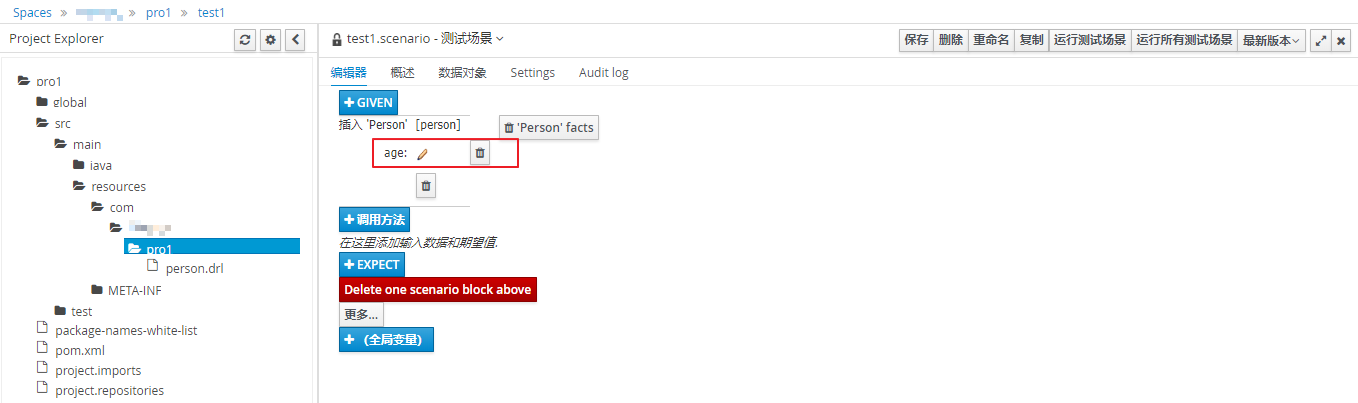 Spaces » » pro1 » test1
Project Explorer
pro1
global
src
main
java
resources
com
pro1
person.drl
META-INF
test
package-names-white-list
pom.xml
project.imports
project.repositories
test1.scenario - 测试场景
保存 删除 重命名 复制 运行测试场景 运行所有测试场景 最新版本
编辑器 概述 数据对象 Settings Audit log
+ GIVEN
插入 'Person' [person] 'Person' facts
age:
+ 调用方法
在这里添加输入数据和期望值.
+ EXPECT
Delete one scenario block above
更多...
+ （全局变量）